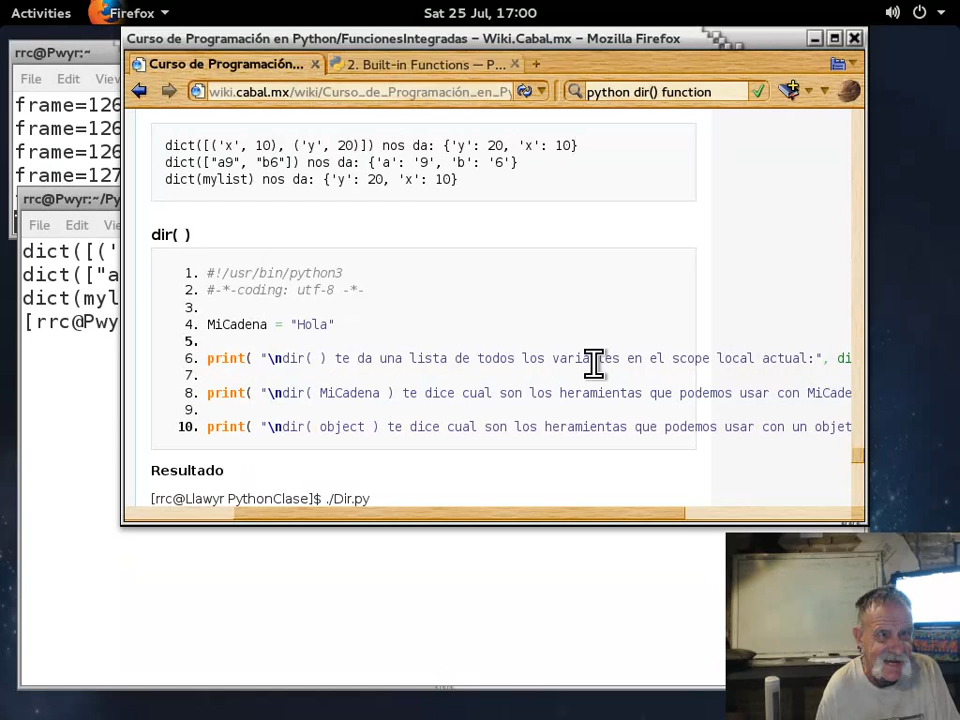 Activities Firefox Sat 25 Jul, 17:00
rrc@Pwyr:~
Curso de Programación en Python/FuncionesIntegradas – Wiki.Cabal.mx – Mozilla Firefox
File Edit View
Curso de Programación... 2. Built-in Functions — P...
wiki.cabal.mx/wiki/Curso_de_Programación_en_Py
python dir() function
frame=126
frame=126
frame=126
frame=127
rrc@Pwyr:~/Py
File Edit
dict([('
dict(["a
dict(myl
[rrc@Pwy
dict([('x', 10), ('y', 20)]) nos da: {'y': 20, 'x': 10}
dict(["a9", "b6"]) nos da: {'a': '9', 'b': '6'}
dict(mylist) nos da: {'y': 20, 'x': 10}
dir( )
1. #!/usr/bin/python3
2. #-*-coding: utf-8 -*-
3.
4. MiCadena = "Hola"
5.
6. print( "\ndir( ) te da una lista de todos los variables en el scope local actual:", di
7.
8. print( "\ndir( MiCadena ) te dice cual son los heramientas que podemos usar con MiCade
9.
10. print( "\ndir( object ) te dice cual son los heramientas que podemos usar con un objet
Resultado
[rrc@Llawyr PythonClase]$ ./Dir.py